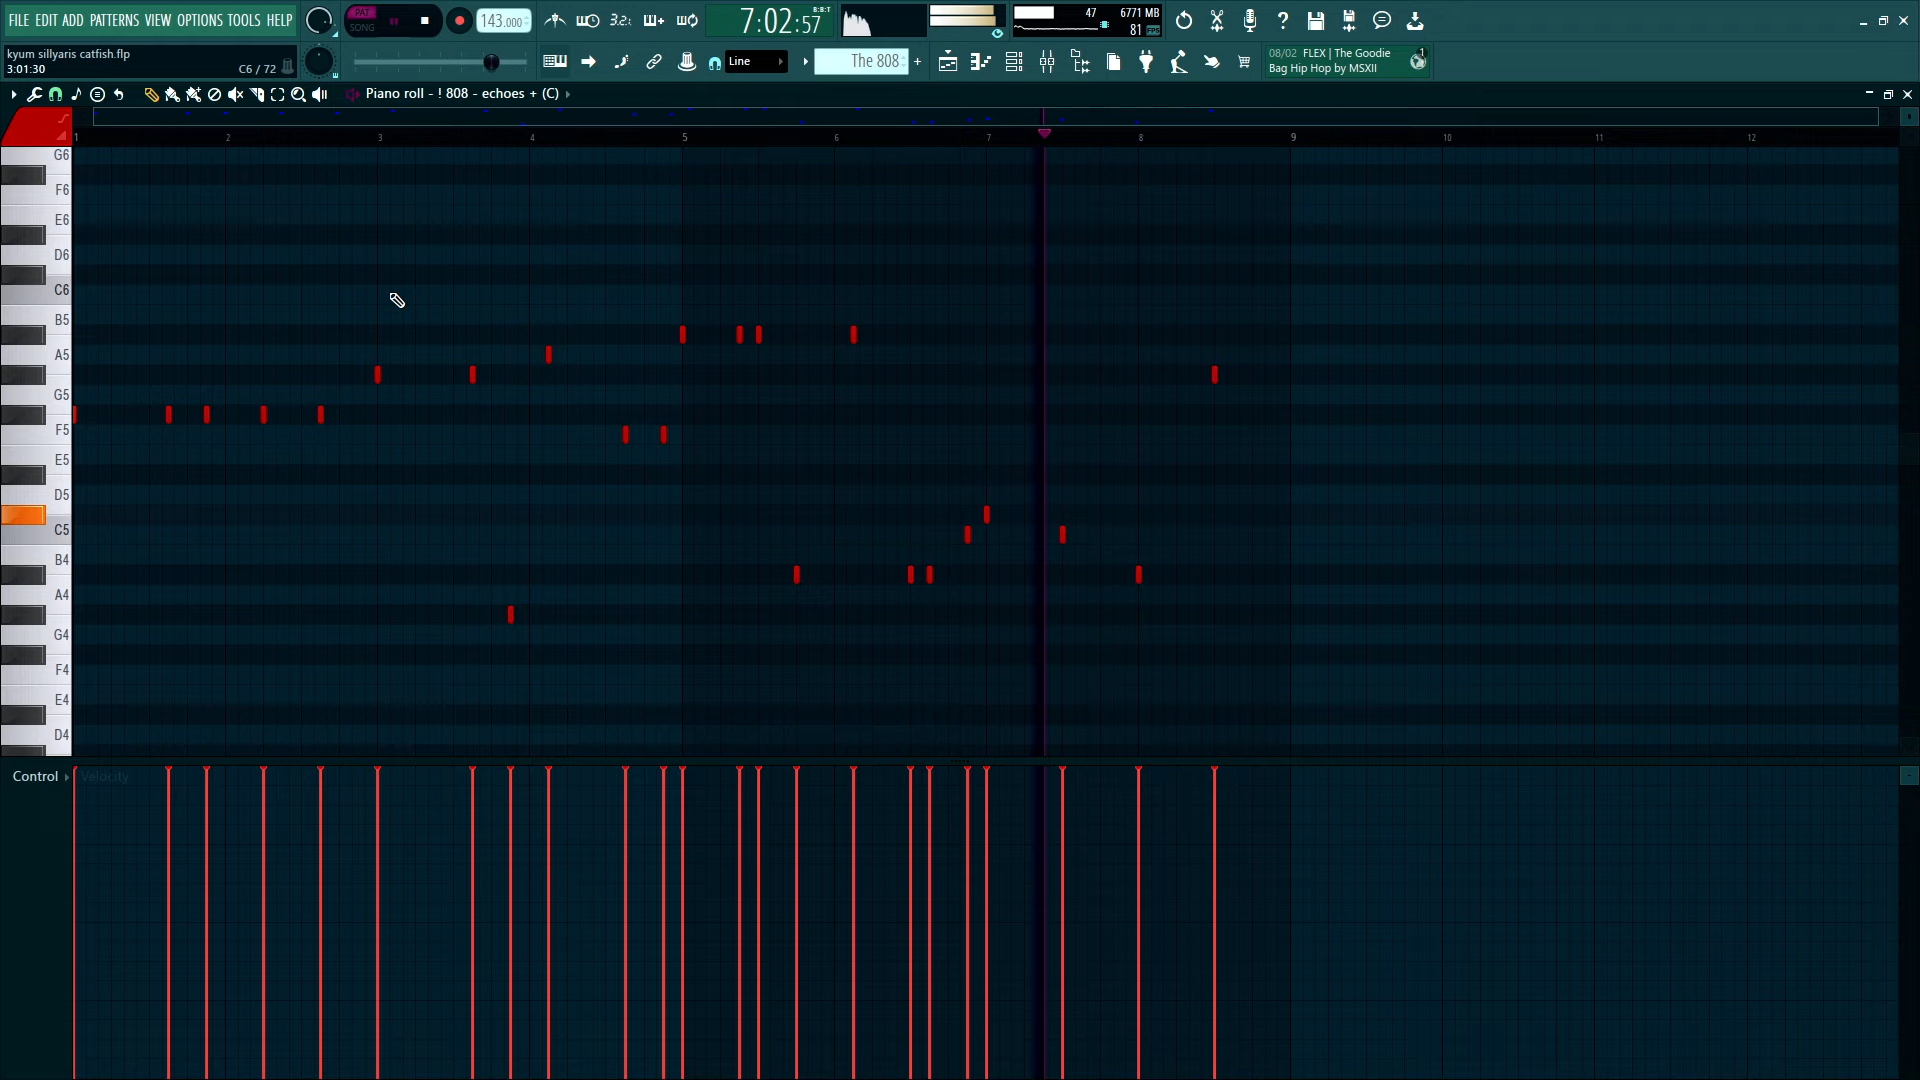 FILE EDIT ADD PATTERNS VIEW OPTIONS TOOLS HELP
PAT
SONG
143.000
3.2.
7:02:57
B:B:T
47
6771 MB
81
FPS
kyum sillyaris catfish.flp
3:01:30
C6 / 72
Line
The 808
+
08/02 FLEX | The Goodie
Bag Hip Hop by MSXII
1
Piano roll - ! 808 - echoes + (C)
1 2 3 4 5 6 7 8 9 10 11 12
G6
F6
E6
D6
C6
B5
A5
G5
F5
E5
D5
C5
B4
A4
G4
F4
E4
D4
Control
Velocity